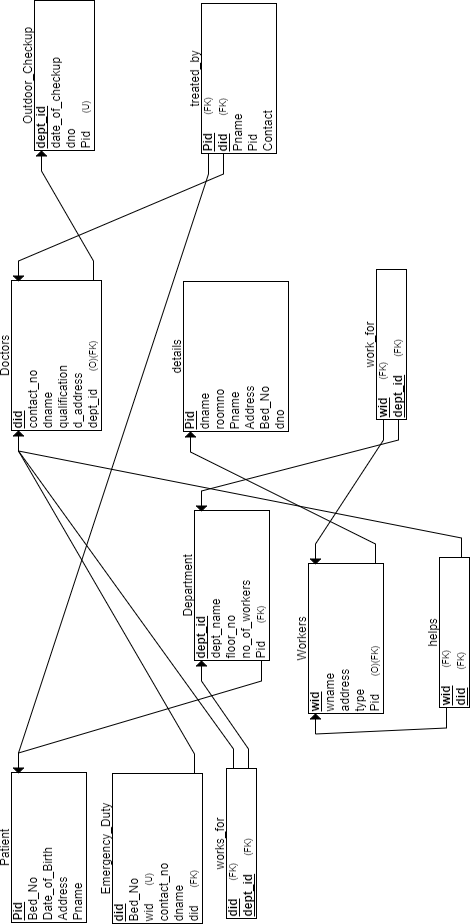 Patient
Pid
Bed_No
Date_of_Birth
Address
Pname
Doctors
did
contact_no
dname
qualification
d_address
dept_id (O)(FK)
Outdoor_Checkup
dept_id
date_of_checkup
dno
Pid (U)
Emergency_Duty
did
Bed_No
wid (U)
contact_no
dname
did (FK)
Department
dept_id
dept_name
floor_no
no_of_workers
Pid (FK)
details
Pid
dname
roomno
Pname
Address
Bed_No
dno
treated_by
Pid (FK)
did (FK)
Pname
Pid
Contact
works_for
did (FK)
dept_id (FK)
Workers
wid
wname
address
type
Pid (O)(FK)
work_for
wid (FK)
dept_id (FK)
helps
wid (FK)
did (FK)